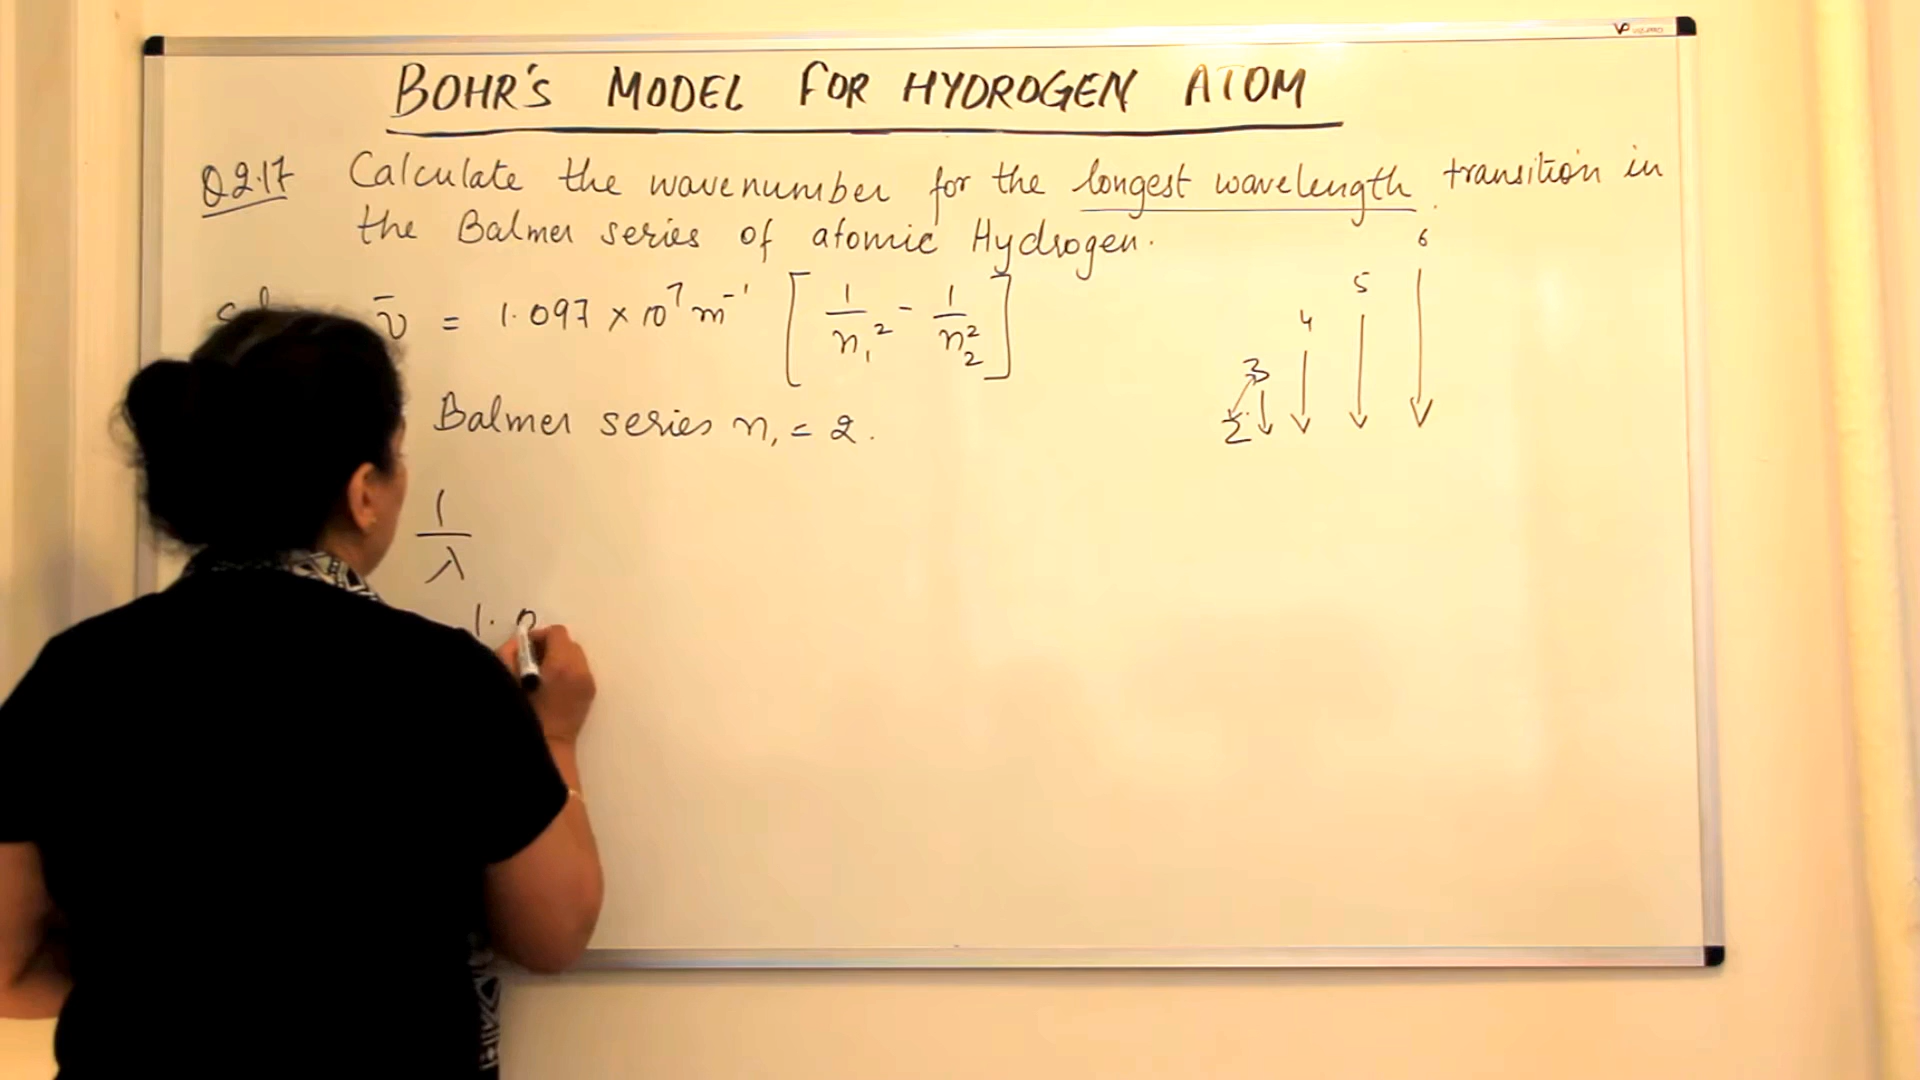 BOHR'S MODEL FOR HYDROGEN ATOM
Q2.17 Calculate the wavenumber for the longest wavelength transition in
the Balmer series of atomic Hydrogen.
ν̄ = 1.097 × 10⁷ m⁻¹ [ 1/n₁² - 1/n₂² ]
Balmer series n₁ = 2.
1/λ
1.0
6
5
4
3
2